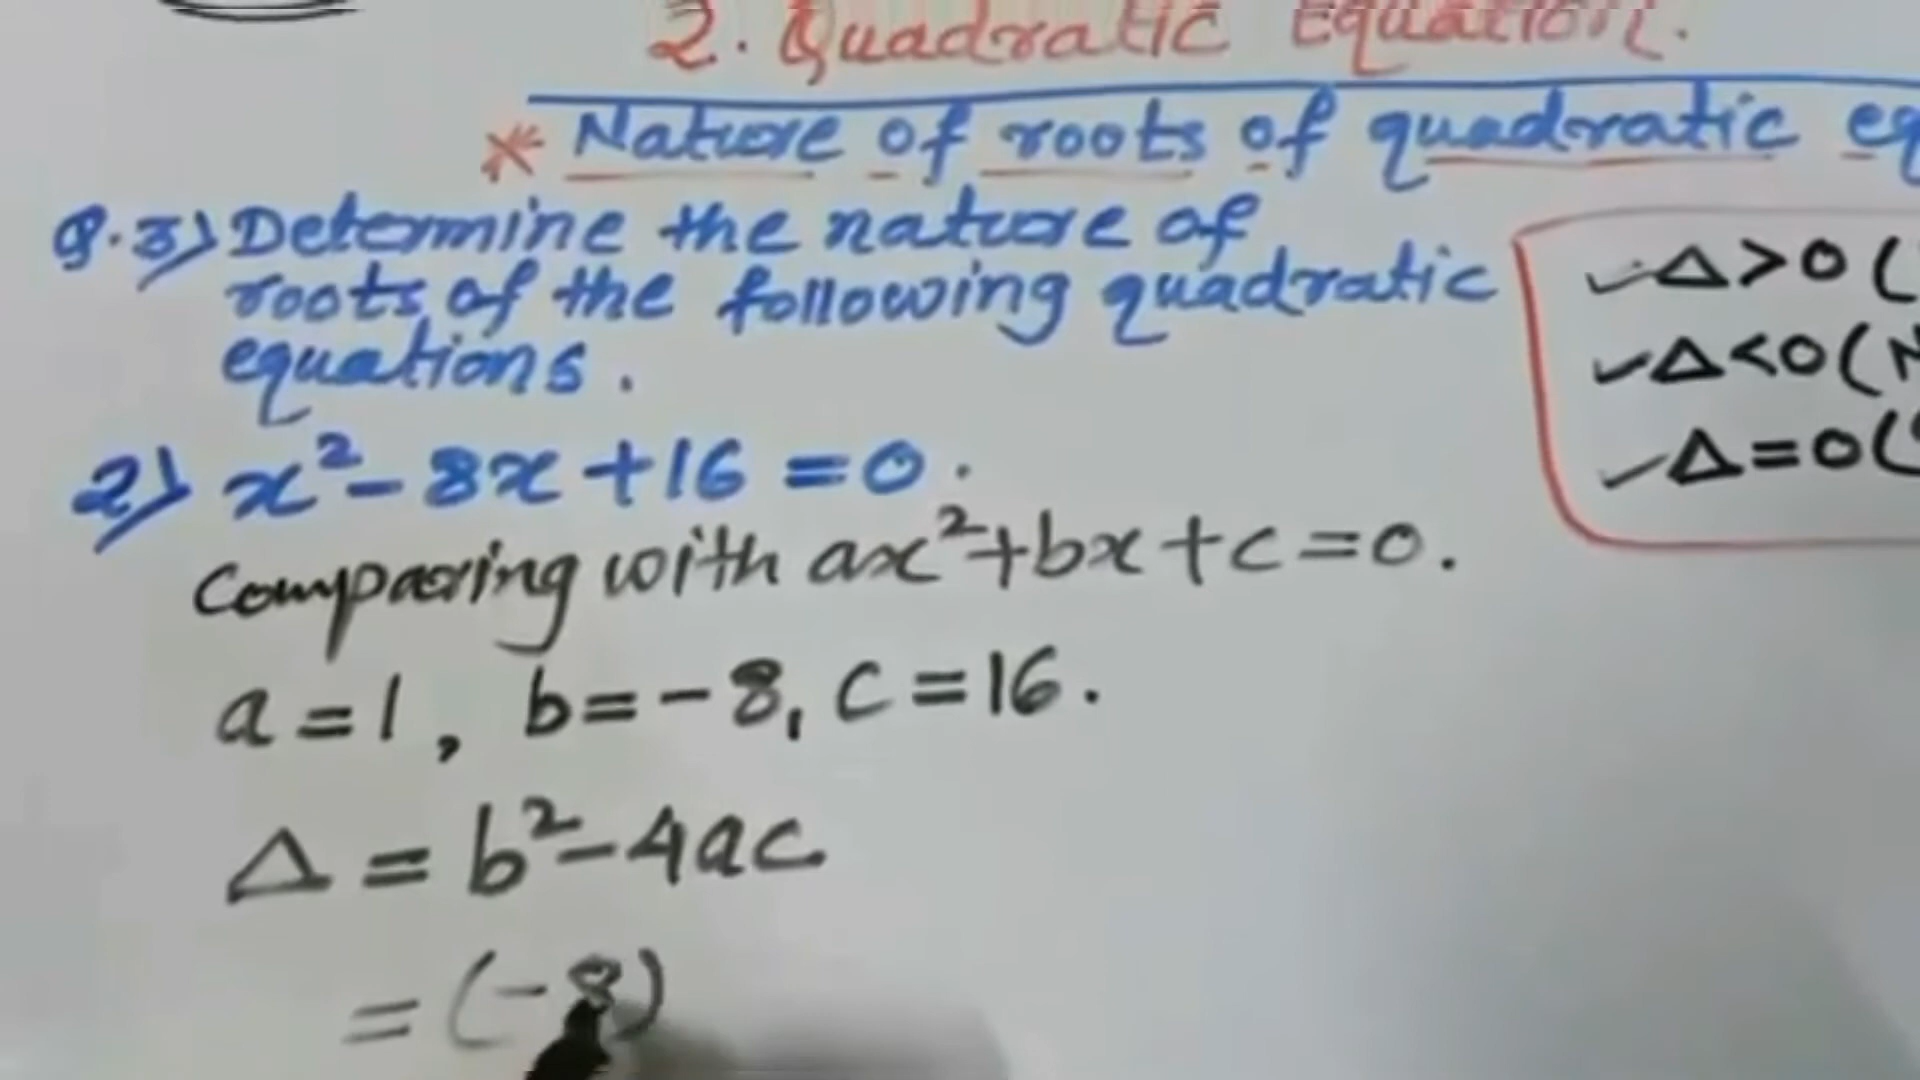 2. Quadratic Equation.
* Nature of roots of quadratic eq
Q.3) Determine the nature of
roots of the following quadratic
equations.
Δ>0 (
Δ<0 (N
Δ=0 (
2) x²-8x+16=0.
Comparing with ax²+bx+c=0.
a=1, b=-8, c=16.
Δ = b²-4ac
= (-8)